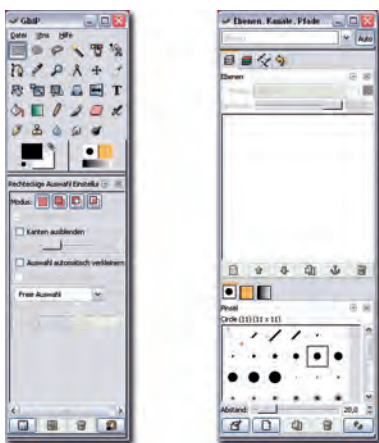 GIMP
Datei Xtns Hilfe
T
Rechteckige Auswahl Einstellu
Modus:
Kanten ausblenden
Auswahl automatisch verkleinern
Freie Auswahl
Ebenen, Kanäle, Pfade
Auto
Ebenen
Pinsel
Circle (11) (11 x 11)
Abstand:
20,0